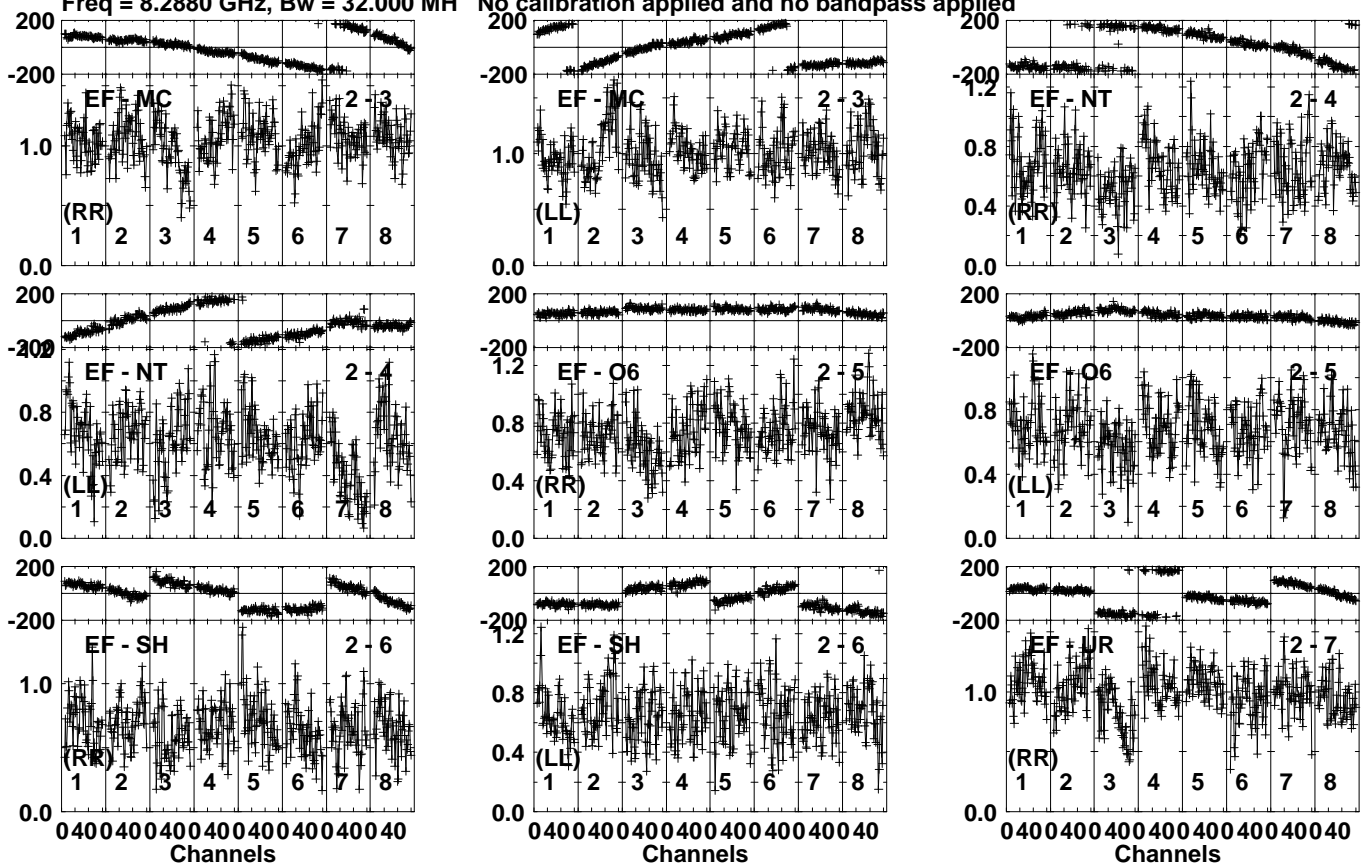 Freq = 8.2880 GHz, Bw = 32.000 MH No calibration applied and no bandpass applied
200
-200
EF - MC 2 - 3
1.0
(RR)
1 2 3 4 5 6 7 8
0.0
200
-200
EF - MC 2 - 3
1.0
(LL)
1 2 3 4 5 6 7 8
0.0
200
-200
1.2
EF - NT 2 - 4
0.8
0.4
(RR)
1 2 3 4 5 6 7 8
0.0
200
-200
1.2
EF - NT 2 - 4
0.8
0.4
(LL)
1 2 3 4 5 6 7 8
0.0
200
-200
1.2
EF - O6 2 - 5
0.8
0.4
(RR)
1 2 3 4 5 6 7 8
0.0
200
-200
EF - O6 2 - 5
0.8
0.4
(LL)
1 2 3 4 5 6 7 8
0.0
200
-200
EF - SH 2 - 6
1.0
(RR)
1 2 3 4 5 6 7 8
0.0
0 40 0 40 0 40 0 40 0 40 0 40 0 40 0 40
Channels
200
-200
1.2
EF - SH 2 - 6
0.8
0.4
(LL)
1 2 3 4 5 6 7 8
0.0
0 40 0 40 0 40 0 40 0 40 0 40 0 40 0 40
Channels
200
-200
EF - UR 2 - 7
1.0
(RR)
1 2 3 4 5 6 7 8
0.0
0 40 0 40 0 40 0 40 0 40 0 40 0 40 0 40
Channels